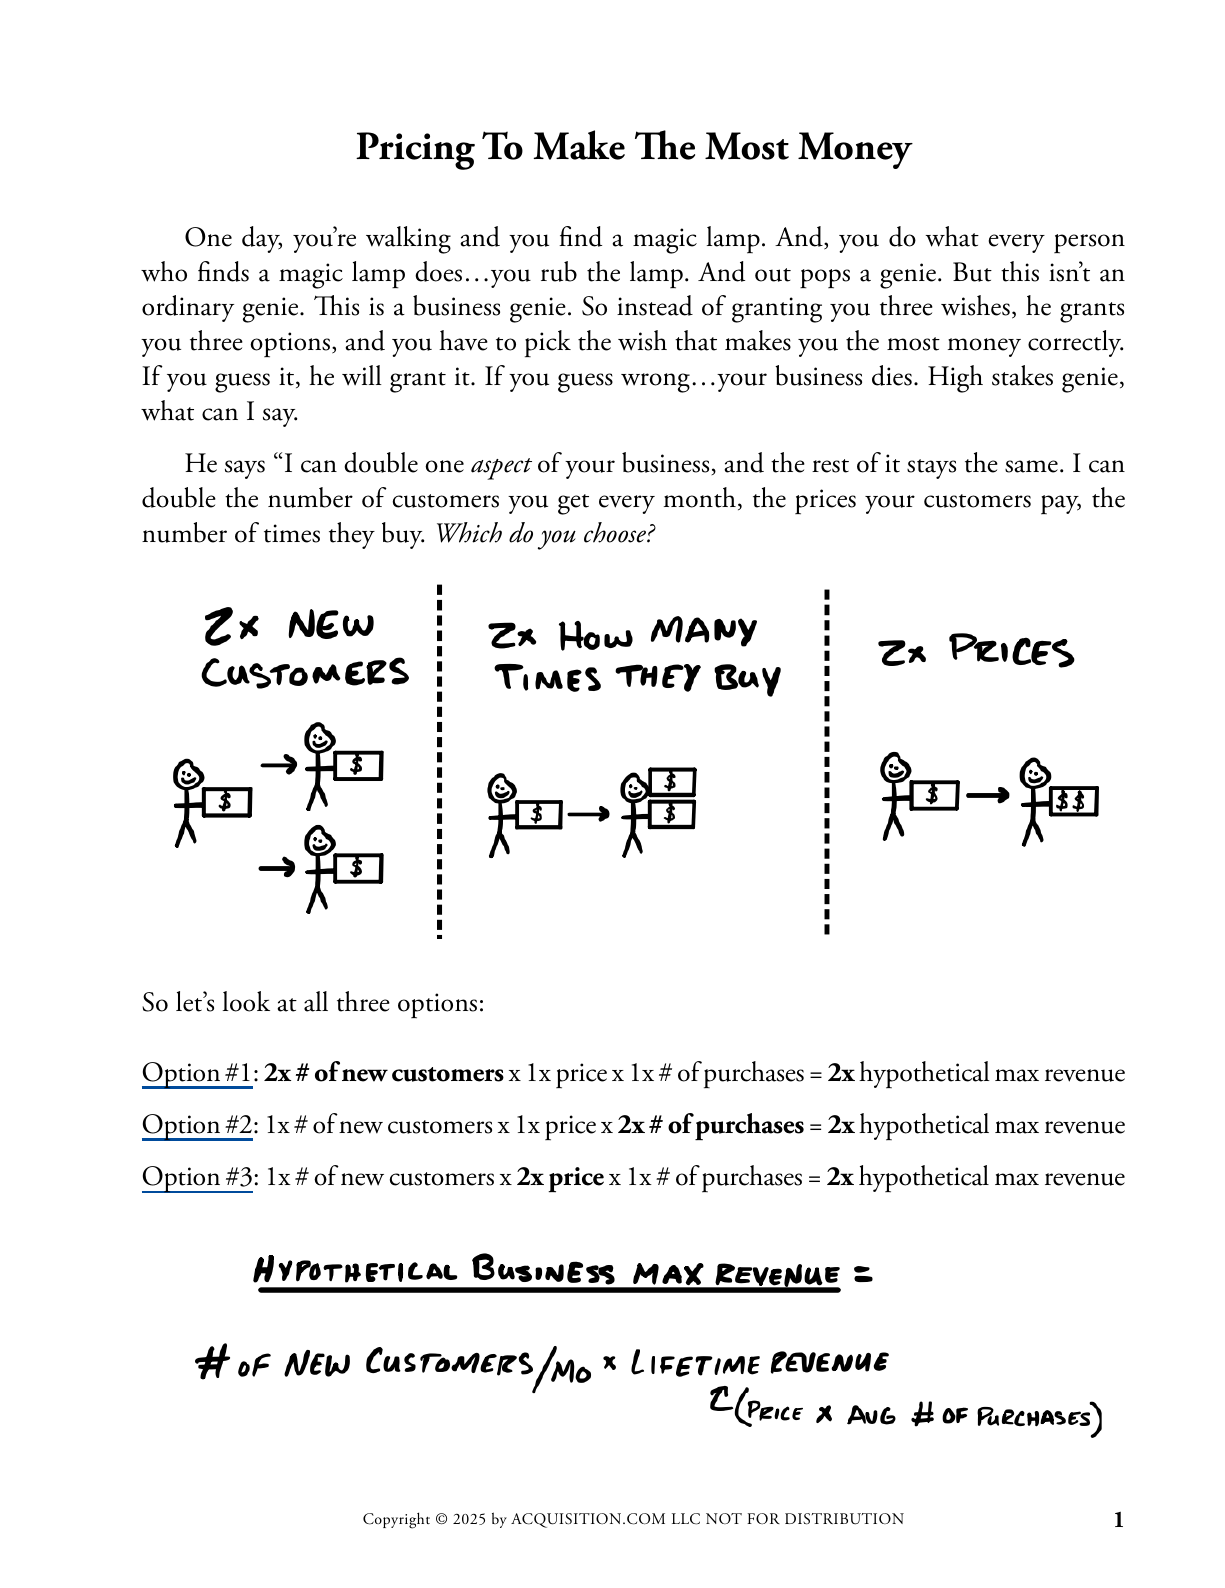 Pricing To Make The Most Money
One day, you're walking and you find a magic lamp. And, you do what every person
who finds a magic lamp does…you rub the lamp. And out pops a genie. But this isn't an
ordinary genie. This is a business genie. So instead of granting you three wishes, he grants
you three options, and you have to pick the wish that makes you the most money correctly.
If you guess it, he will grant it. If you guess wrong…your business dies. High stakes genie,
what can I say.
He says “I can double one aspect of your business, and the rest of it stays the same. I can
double the number of customers you get every month, the prices your customers pay, the
number of times they buy. Which do you choose?
2x NEW
CUSTOMERS
$
$
$
2x HOW MANY
TIMES THEY BUY
$
$
$
2x PRICES
$
$$
So let's look at all three options:
Option #1: 2x # of new customers x 1x price x 1x # of purchases = 2x hypothetical max revenue
Option #2: 1x # of new customers x 1x price x 2x # of purchases = 2x hypothetical max revenue
Option #3: 1x # of new customers x 2x price x 1x # of purchases = 2x hypothetical max revenue
HYPOTHETICAL BUSINESS MAX REVENUE =
# OF NEW CUSTOMERS/MO x LIFETIME REVENUE
(PRICE X AVG # OF PURCHASES)
Copyright © 2025 by ACQUISITION.COM LLC NOT FOR DISTRIBUTION
1